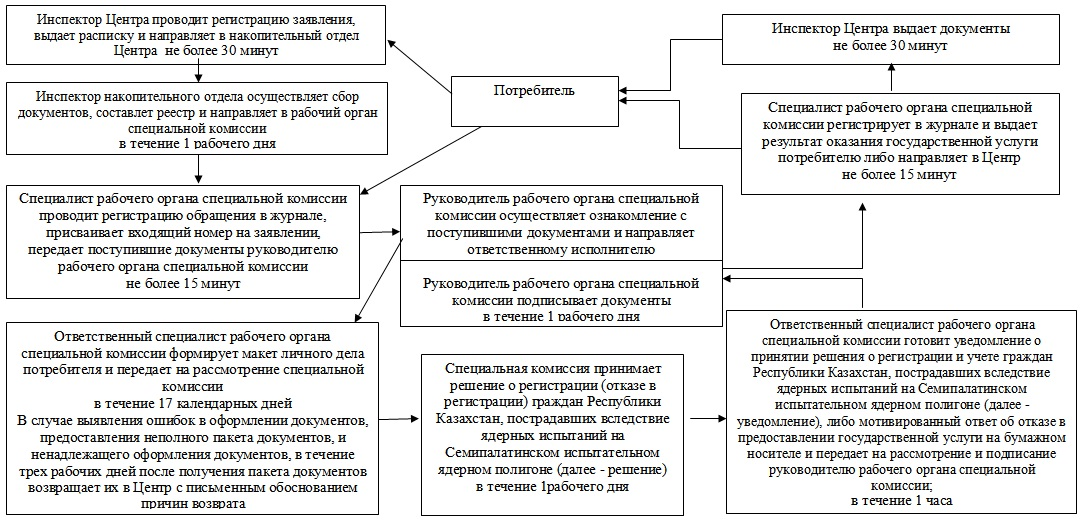 Инспектор Центра проводит регистрацию заявления,
выдает расписку и направляет в накопительный отдел
Центра не более 30 минут
Инспектор накопительного отдела осуществляет сбор
документов, составлет реестр и направляет в рабочий орган
специальной комиссии
в течение 1 рабочего дня
Потребитель
Инспектор Центра выдает документы
не более 30 минут
Специалист рабочего органа специальной
комиссии регистрирует в журнале и выдает
результат оказания государственной услуги
потребителю либо направляет в Центр
не более 15 минут
Специалист рабочего органа специальной комиссии
проводит регистрацию обращения в журнале,
присваивает входящий номер на заявлении,
передает поступившие документы руководителю
рабочего органа специальной комиссии
не более 15 минут
Руководитель рабочего органа специальной
комиссии осуществляет ознакомление с
поступившими документами и направляет
ответственному исполнителю
Руководитель рабочего органа специальной
комиссии подписывает документы
в течение 1 рабочего дня
Ответственный специалист рабочего органа
специальной комиссии формирует макет личного дела
потребителя и передает на рассмотрение специальной
комиссии
в течение 17 календарных дней
В случае выявления ошибок в оформлении документов,
предоставления неполного пакета документов, и
ненадлежащего оформления документов, в течение
трех рабочих дней после получения пакета документов
возвращает их в Центр с письменным обоснованием
причин возврата
Специальная комиссия принимает
решение о регистрации (отказе в
регистрации) граждан Республики
Казахстан, пострадавших вследствие
ядерных испытаний на
Семипалатинском испытательном
ядерном полигоне (далее - решение)
в течение 1рабочего дня
Ответственный специалист рабочего органа
специальной комиссии готовит уведомление о
принятии решения о регистрации и учете граждан
Республики Казахстан, пострадавших вследствие
ядерных испытаний на Семипалатинском
испытательном ядерном полигоне (далее -
уведомление), либо мотивированный ответ об отказе в
предоставлении государственной услуги на бумажном
носителе и передает на рассмотрение и подписание
руководителю рабочего органа специальной
комиссии;
в течение 1 часа